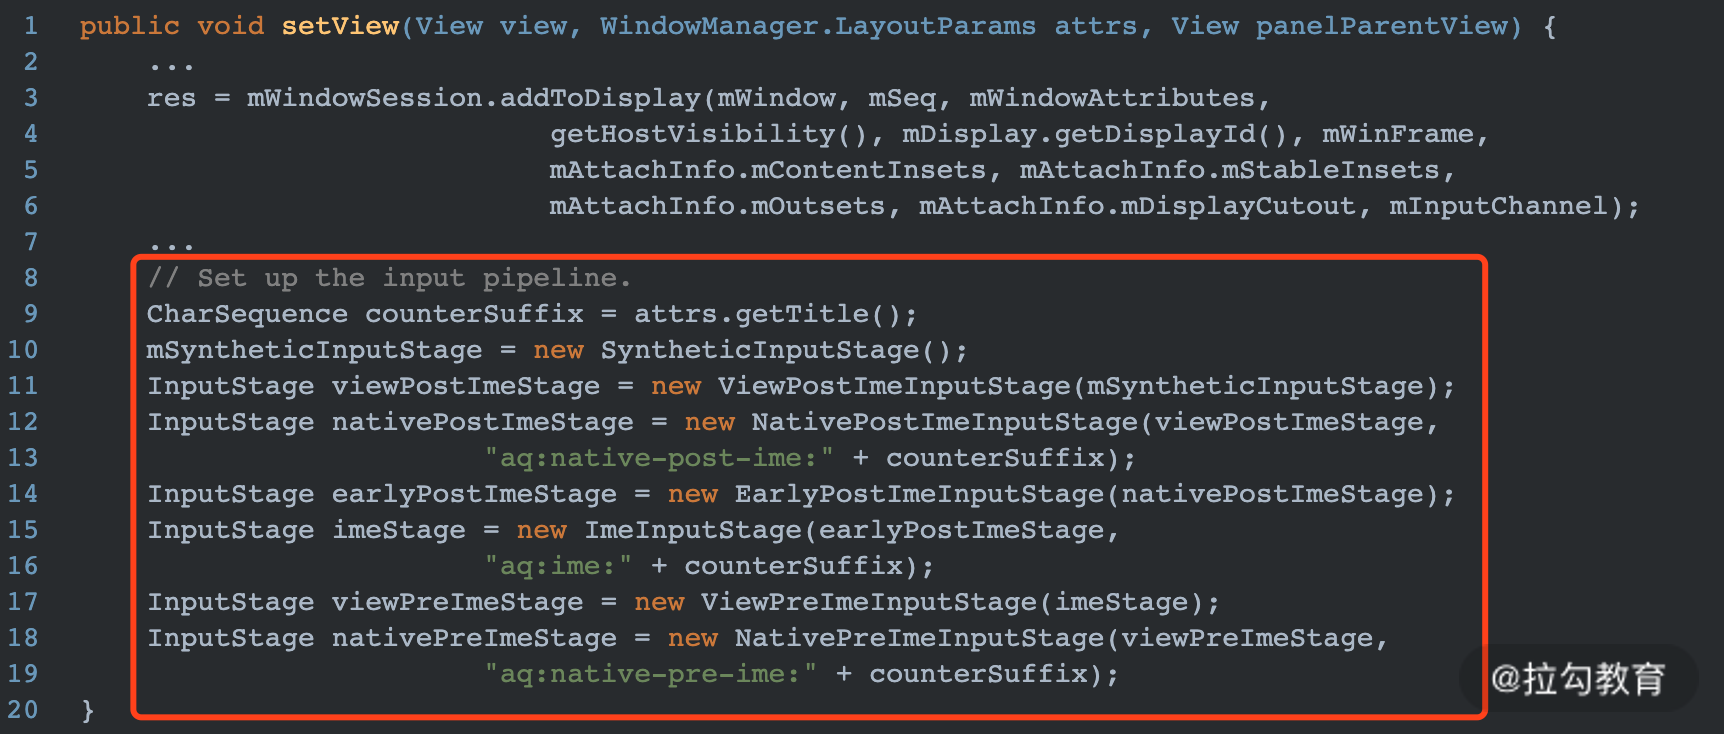 1 public void setView(View view, WindowManager.LayoutParams attrs, View panelParentView) {
2 ...
3 res = mWindowSession.addToDisplay(mWindow, mSeq, mWindowAttributes,
4 getHostVisibility(), mDisplay.getDisplayId(), mWinFrame,
5 mAttachInfo.mContentInsets, mAttachInfo.mStableInsets,
6 mAttachInfo.mOutsets, mAttachInfo.mDisplayCutout, mInputChannel);
7 ...
8 // Set up the input pipeline.
9 CharSequence counterSuffix = attrs.getTitle();
10 mSyntheticInputStage = new SyntheticInputStage();
11 InputStage viewPostImeStage = new ViewPostImeInputStage(mSyntheticInputStage);
12 InputStage nativePostImeStage = new NativePostImeInputStage(viewPostImeStage,
13 "aq:native-post-ime:" + counterSuffix);
14 InputStage earlyPostImeStage = new EarlyPostImeInputStage(nativePostImeStage);
15 InputStage imeStage = new ImeInputStage(earlyPostImeStage,
16 "aq:ime:" + counterSuffix);
17 InputStage viewPreImeStage = new ViewPreImeInputStage(imeStage);
18 InputStage nativePreImeStage = new NativePreImeInputStage(viewPreImeStage,
19 "aq:native-pre-ime:" + counterSuffix);
20 }
@拉勾教育